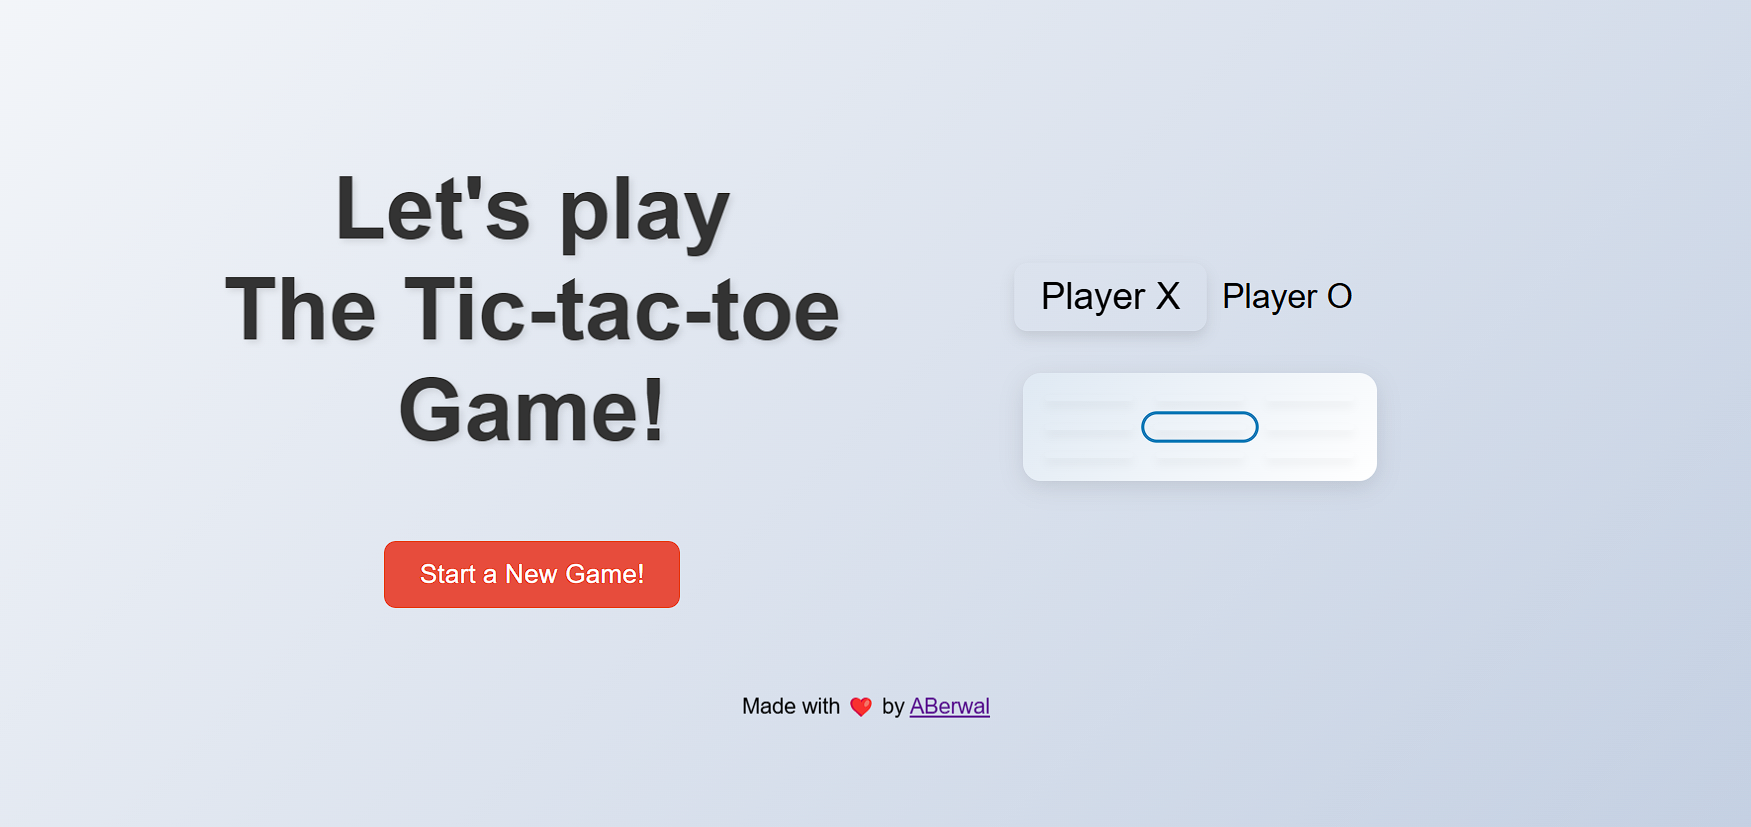 Let's play
The Tic-tac-toe
Game!
Start a New Game!
Player X
Player O
Made with ❤️ by ABerwal